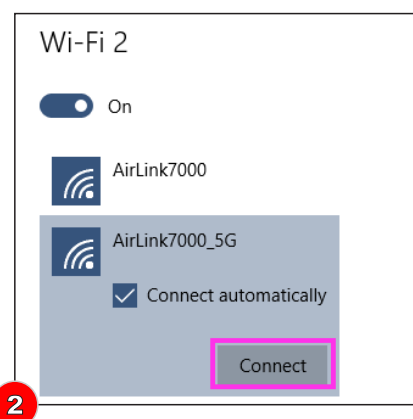 Wi-Fi 2
On
AirLink7000
AirLink7000_5G
Connect automatically
Connect
2